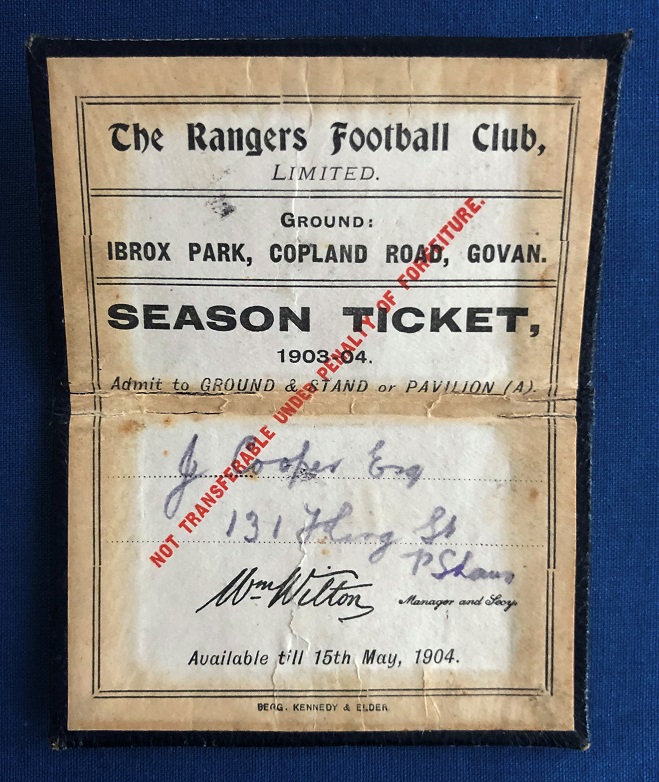 The Rangers Football Club,
LIMITED.
GROUND:
IBROX PARK, COPLAND ROAD, GOVAN.
SEASON TICKET,
1903-04.
Admit to GROUND & STAND or PAVILION (A).
NOT TRANSFERABLE UNDER PENALTY OF FORFEITURE.
J Cooper Esq
131 St
P Shaws
Wm Wilton Manager and Secy.
Available till 15th May, 1904.
BERG. KENNEDY & ELDER